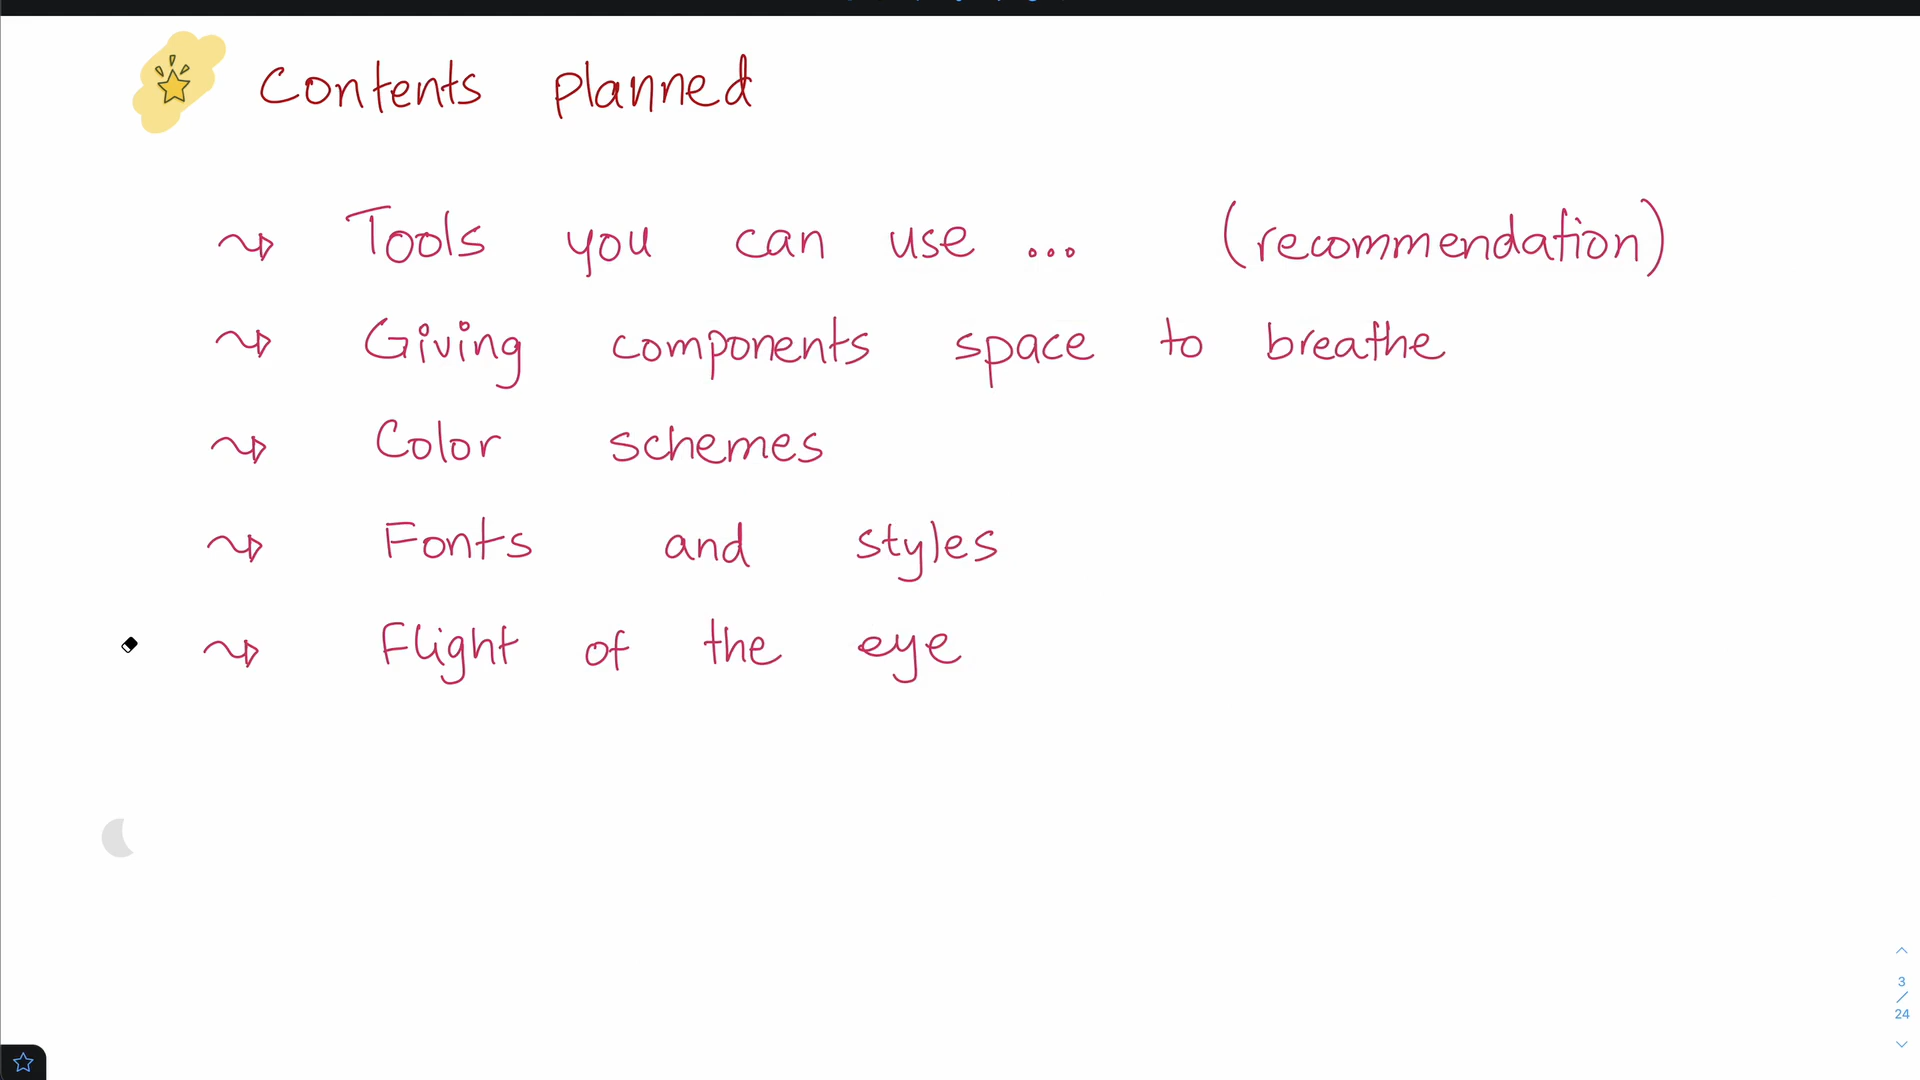 Contents planned
Tools you can use ... (recommendation)
Giving components space to breathe
Color schemes
Fonts and styles
Flight of the eye
3
/
24